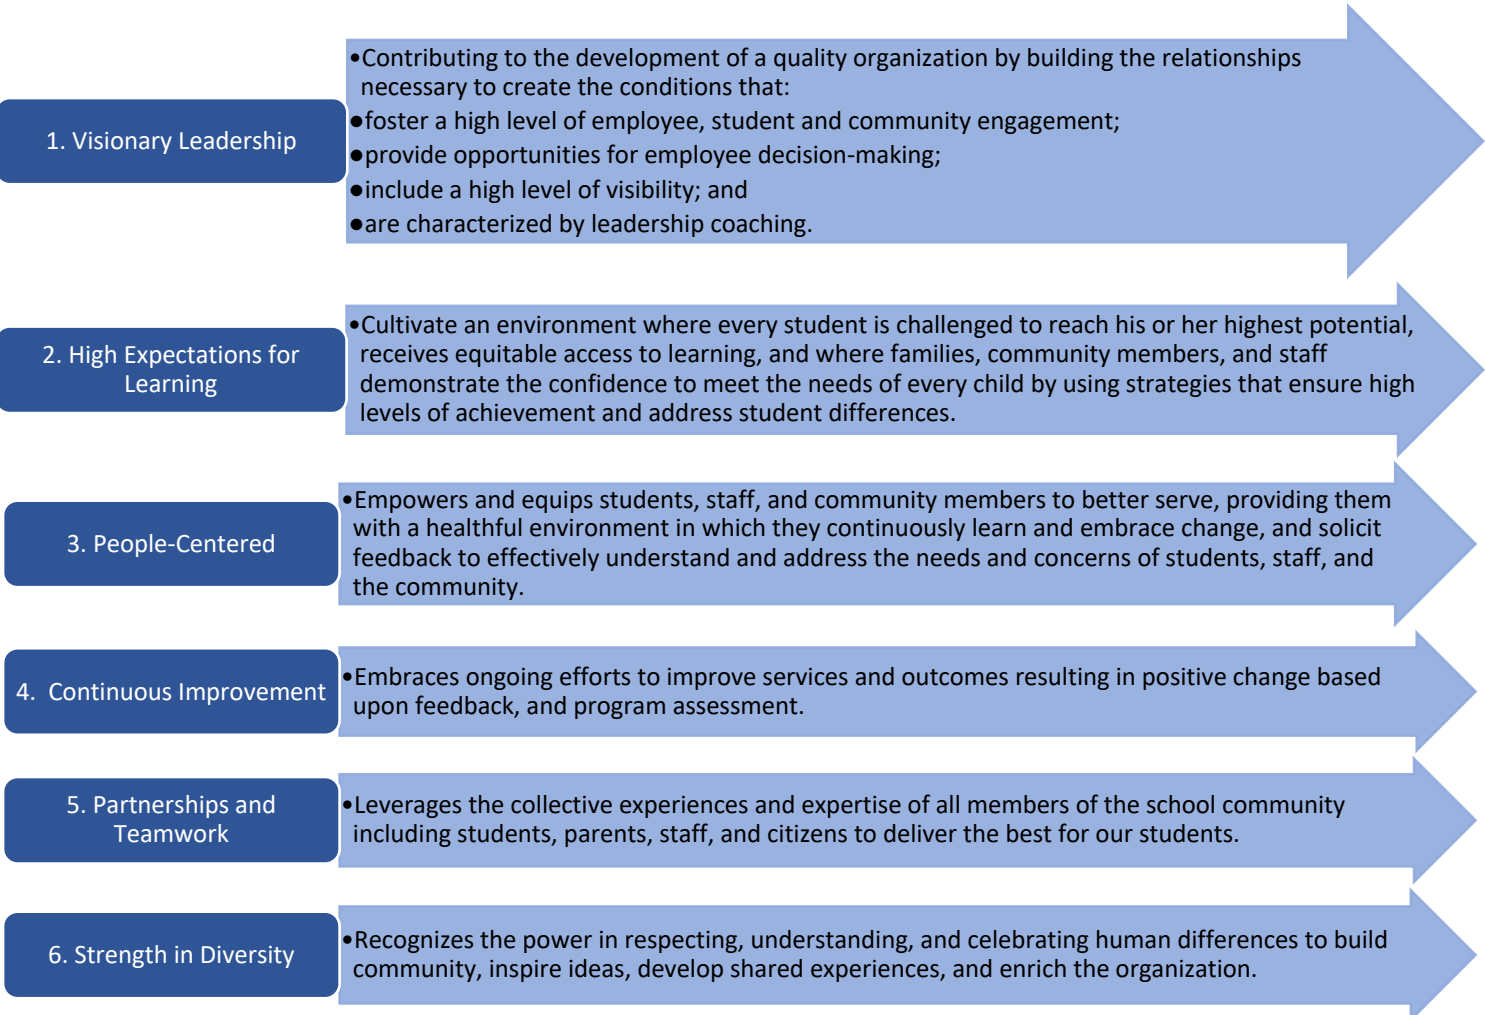 1. Visionary Leadership
•Contributing to the development of a quality organization by building the relationships
necessary to create the conditions that:
●foster a high level of employee, student and community engagement;
●provide opportunities for employee decision-making;
●include a high level of visibility; and
●are characterized by leadership coaching.
2. High Expectations for
Learning
•Cultivate an environment where every student is challenged to reach his or her highest potential,
receives equitable access to learning, and where families, community members, and staff
demonstrate the confidence to meet the needs of every child by using strategies that ensure high
levels of achievement and address student differences.
3. People-Centered
•Empowers and equips students, staff, and community members to better serve, providing them
with a healthful environment in which they continuously learn and embrace change, and solicit
feedback to effectively understand and address the needs and concerns of students, staff, and
the community.
4.  Continuous Improvement
•Embraces ongoing efforts to improve services and outcomes resulting in positive change based
upon feedback, and program assessment.
5. Partnerships and
Teamwork
•Leverages the collective experiences and expertise of all members of the school community
including students, parents, staff, and citizens to deliver the best for our students.
6. Strength in Diversity
•Recognizes the power in respecting, understanding, and celebrating human differences to build
community, inspire ideas, develop shared experiences, and enrich the organization.